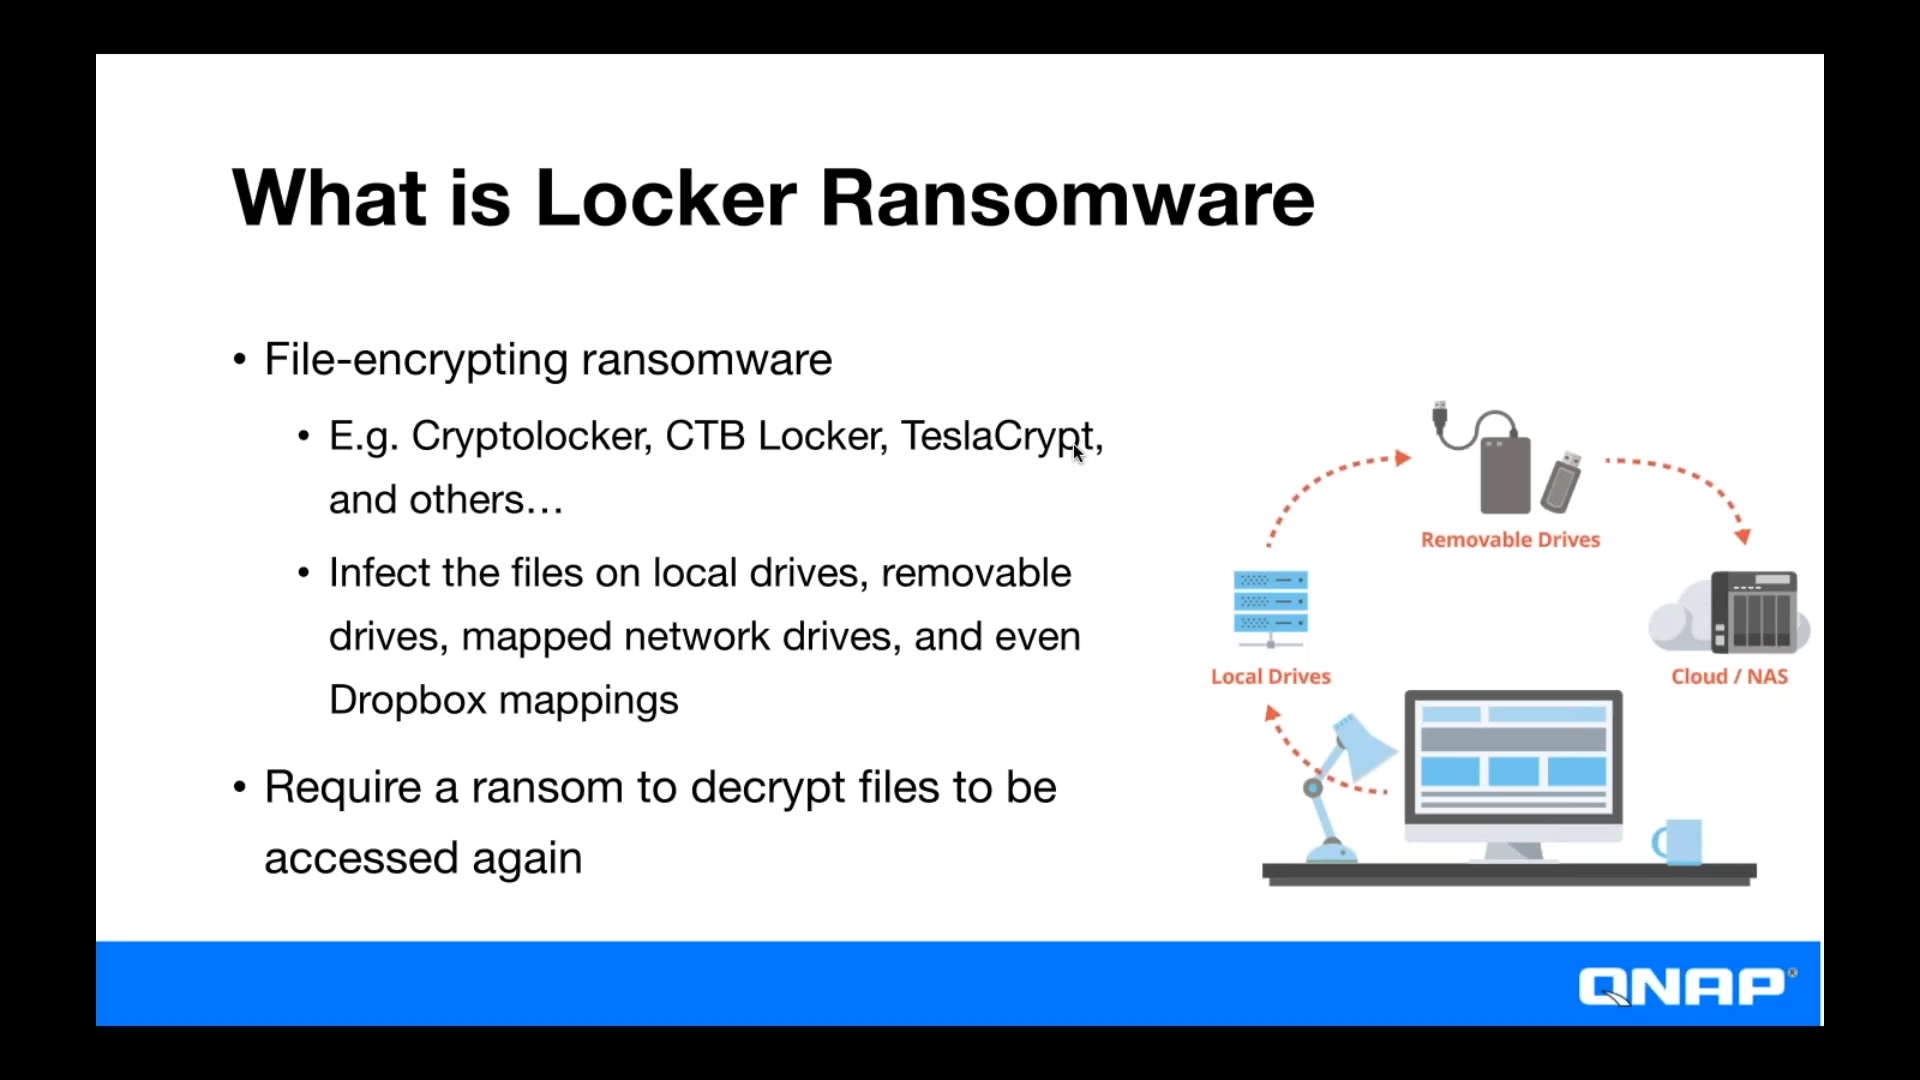 What is Locker Ransomware
• File-encrypting ransomware
• E.g. Cryptolocker, CTB Locker, TeslaCrypt,
and others…
• Infect the files on local drives, removable
drives, mapped network drives, and even
Dropbox mappings
• Require a ransom to decrypt files to be
accessed again
Removable Drives
Local Drives
Cloud / NAS
QNAP®